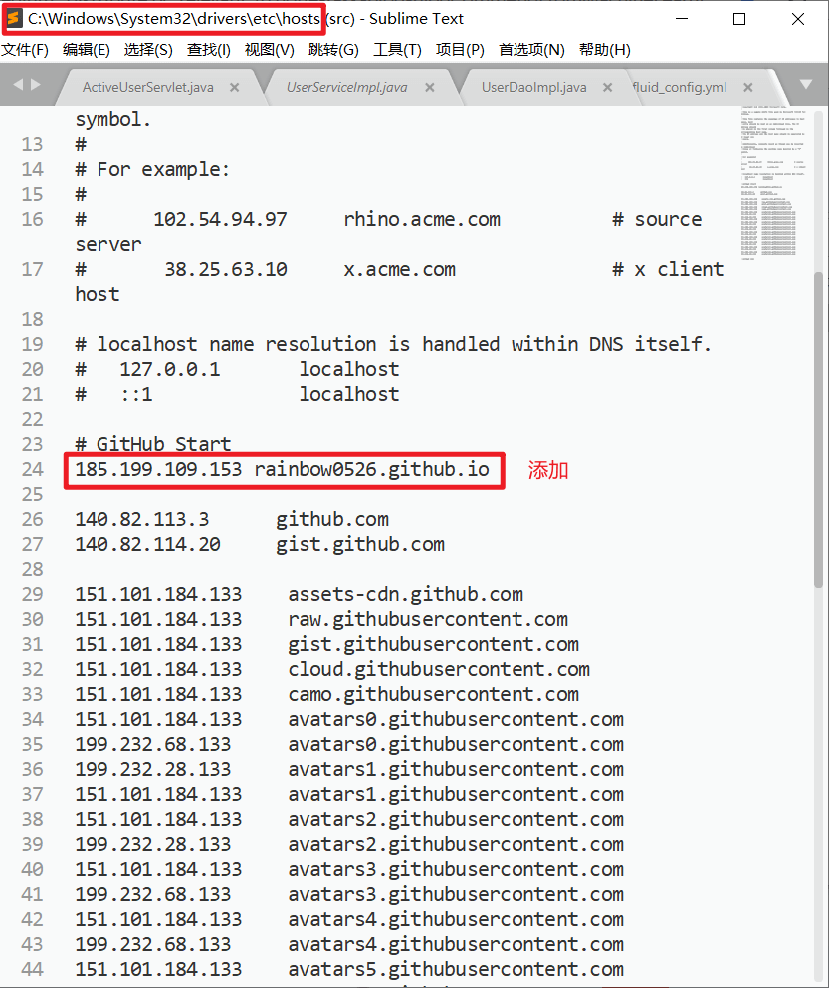 C:\Windows\System32\drivers\etc\hosts (src) - Sublime Text
文件(F) 编辑(E) 选择(S) 查找(I) 视图(V) 跳转(G) 工具(T) 项目(P) 首选项(N) 帮助(H)
ActiveUserServlet.java UserServiceImpl.java UserDaoImpl.java fluid_config.yml
symbol.
13 #
14 # For example:
15 #
16 # 102.54.94.97 rhino.acme.com # source
server
17 # 38.25.63.10 x.acme.com # x client
host
18
19 # localhost name resolution is handled within DNS itself.
20 # 127.0.0.1 localhost
21 # ::1 localhost
22
23 # GitHub Start
24 185.199.109.153 rainbow0526.github.io 添加
25
26 140.82.113.3 github.com
27 140.82.114.20 gist.github.com
28
29 151.101.184.133 assets-cdn.github.com
30 151.101.184.133 raw.githubusercontent.com
31 151.101.184.133 gist.githubusercontent.com
32 151.101.184.133 cloud.githubusercontent.com
33 151.101.184.133 camo.githubusercontent.com
34 151.101.184.133 avatars0.githubusercontent.com
35 199.232.68.133 avatars0.githubusercontent.com
36 199.232.28.133 avatars1.githubusercontent.com
37 151.101.184.133 avatars1.githubusercontent.com
38 151.101.184.133 avatars2.githubusercontent.com
39 199.232.28.133 avatars2.githubusercontent.com
40 151.101.184.133 avatars3.githubusercontent.com
41 199.232.68.133 avatars3.githubusercontent.com
42 151.101.184.133 avatars4.githubusercontent.com
43 199.232.68.133 avatars4.githubusercontent.com
44 151.101.184.133 avatars5.githubusercontent.com